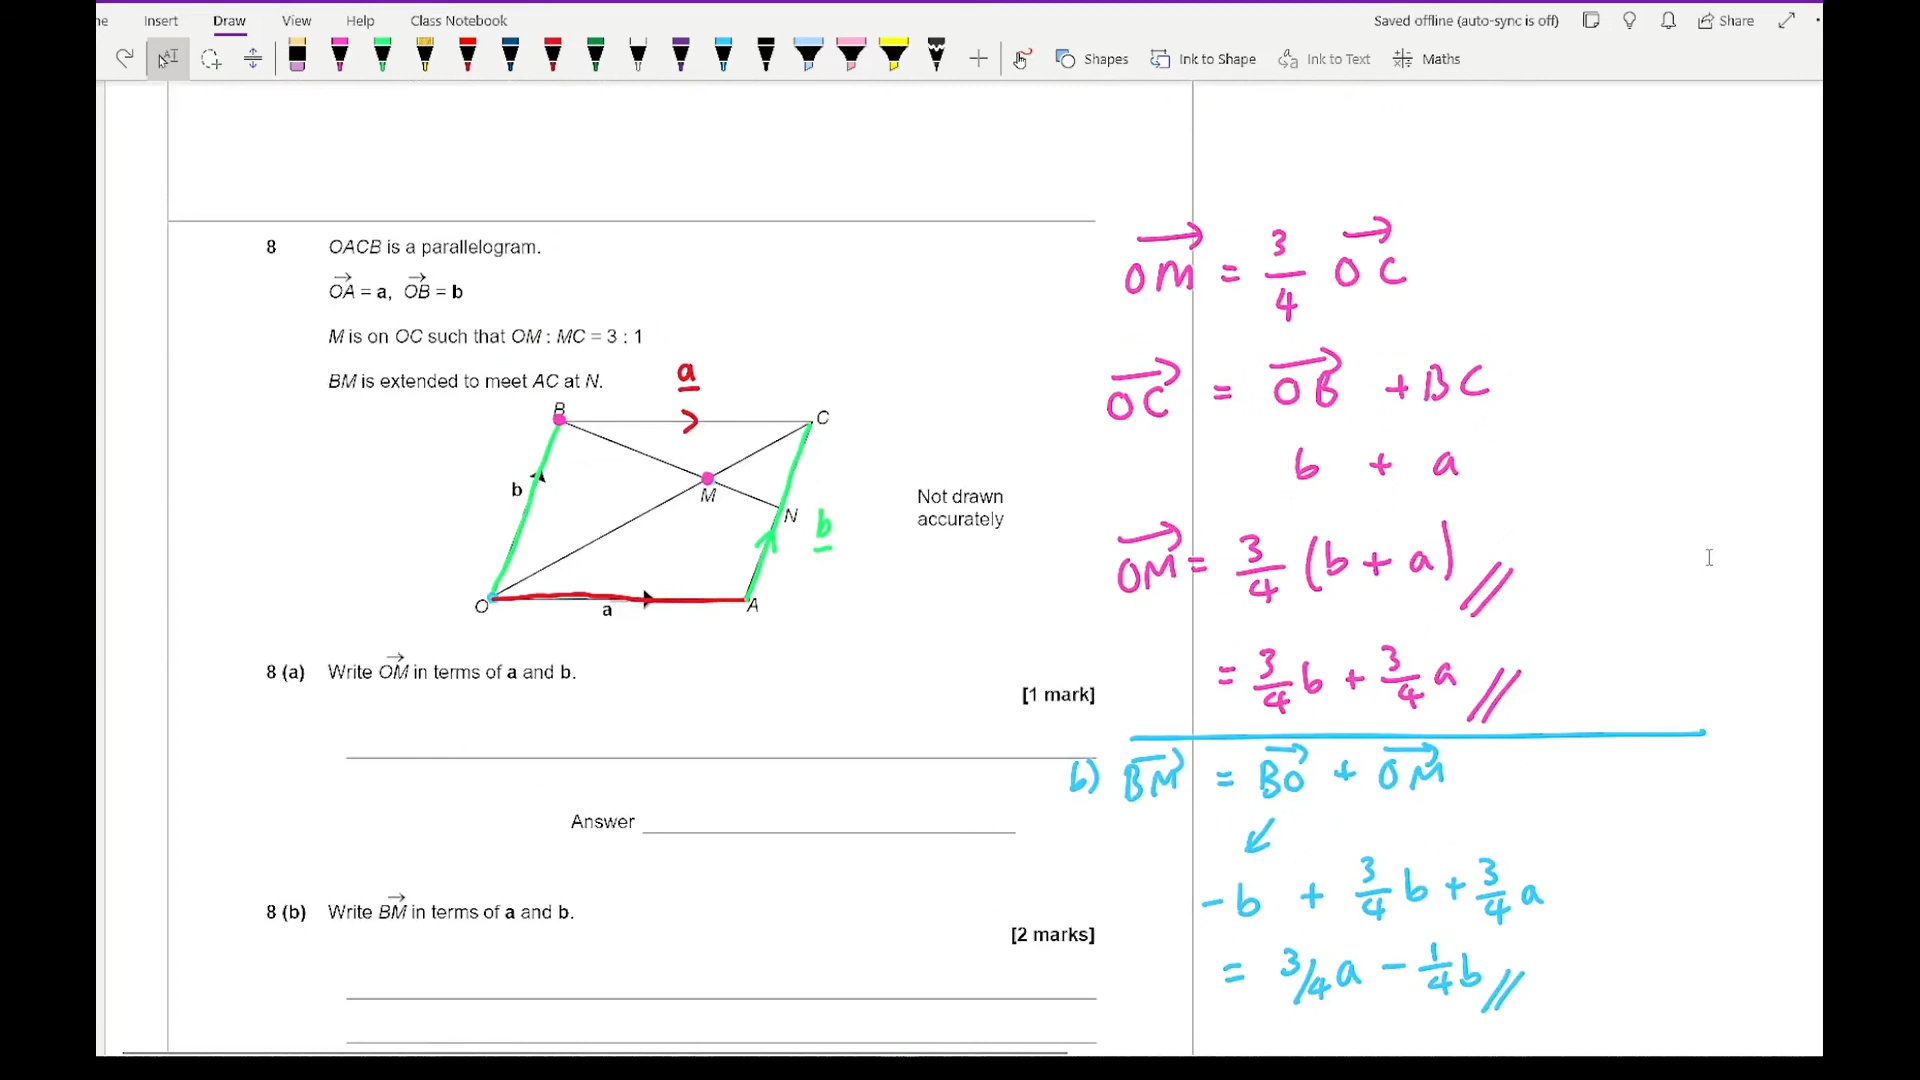 ne Insert Draw View Help Class Notebook Saved offline (auto-sync is off) Share
Shapes Ink to Shape Ink to Text Maths
8 OACB is a parallelogram.
OA = a, OB = b
M is on OC such that OM : MC = 3 : 1
BM is extended to meet AC at N.
a
B
C
b
M
N
b
O
a
A
Not drawn
accurately
8 (a) Write OM in terms of a and b.
[1 mark]
Answer
8 (b) Write BM in terms of a and b.
[2 marks]
OM = 3/4 OC
OC = OB + BC
b + a
OM = 3/4 (b + a) //
= 3/4 b + 3/4 a //
b) BM = BO + OM
- b + 3/4 b + 3/4 a
= 3/4 a - 1/4 b //